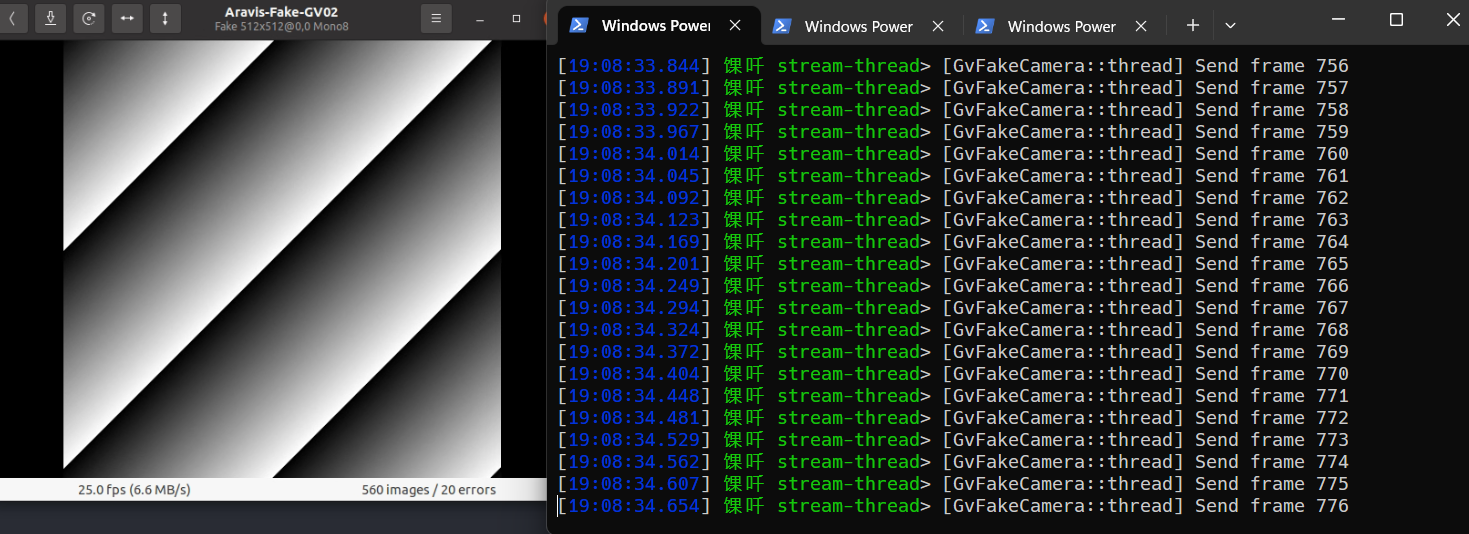 Aravis-Fake-GV02
Fake 512x512@0,0 Mono8
25.0 fps (6.6 MB/s)
560 images / 20 errors
Windows Power
Windows Power
Windows Power
[19:08:33.844] 馃吀 stream-thread> [GvFakeCamera::thread] Send frame 756
[19:08:33.891] 馃吀 stream-thread> [GvFakeCamera::thread] Send frame 757
[19:08:33.922] 馃吀 stream-thread> [GvFakeCamera::thread] Send frame 758
[19:08:33.967] 馃吀 stream-thread> [GvFakeCamera::thread] Send frame 759
[19:08:34.014] 馃吀 stream-thread> [GvFakeCamera::thread] Send frame 760
[19:08:34.045] 馃吀 stream-thread> [GvFakeCamera::thread] Send frame 761
[19:08:34.092] 馃吀 stream-thread> [GvFakeCamera::thread] Send frame 762
[19:08:34.123] 馃吀 stream-thread> [GvFakeCamera::thread] Send frame 763
[19:08:34.169] 馃吀 stream-thread> [GvFakeCamera::thread] Send frame 764
[19:08:34.201] 馃吀 stream-thread> [GvFakeCamera::thread] Send frame 765
[19:08:34.249] 馃吀 stream-thread> [GvFakeCamera::thread] Send frame 766
[19:08:34.294] 馃吀 stream-thread> [GvFakeCamera::thread] Send frame 767
[19:08:34.324] 馃吀 stream-thread> [GvFakeCamera::thread] Send frame 768
[19:08:34.372] 馃吀 stream-thread> [GvFakeCamera::thread] Send frame 769
[19:08:34.404] 馃吀 stream-thread> [GvFakeCamera::thread] Send frame 770
[19:08:34.448] 馃吀 stream-thread> [GvFakeCamera::thread] Send frame 771
[19:08:34.481] 馃吀 stream-thread> [GvFakeCamera::thread] Send frame 772
[19:08:34.529] 馃吀 stream-thread> [GvFakeCamera::thread] Send frame 773
[19:08:34.562] 馃吀 stream-thread> [GvFakeCamera::thread] Send frame 774
[19:08:34.607] 馃吀 stream-thread> [GvFakeCamera::thread] Send frame 775
[19:08:34.654] 馃吀 stream-thread> [GvFakeCamera::thread] Send frame 776